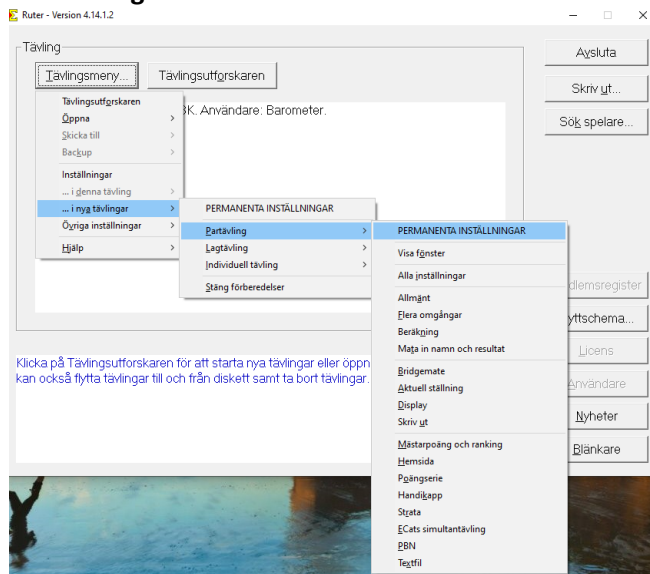 Ruter - Version 4.14.1.2
Tävling
Tävlingsmeny...
Tävlingsutforskaren
Avsluta
Skriv ut...
Sök spelare...
BK. Användare: Barometer.
Tävlingsutforskaren
Öppna
Skicka till
Backup
Inställningar
... i denna tävling
... i nya tävlingar
Övriga inställningar
Hjälp
PERMANENTA INSTÄLLNINGAR
Partävling
Lagtävling
Individuell tävling
Stäng förberedelser
PERMANENTA INSTÄLLNINGAR
Visa fönster
Alla inställningar
Allmänt
Flera omgångar
Beräkning
Mata in namn och resultat
Bridgemate
Aktuell ställning
Display
Skriv ut
Mästarpoäng och ranking
Hemsida
Poängserie
Handikapp
Strata
ECats simultantävling
PBN
Textfil
dlemsregister
yttschema...
Licens
Användare
Nyheter
Blänkare
Klicka på Tävlingsutforskaren för att starta nya tävlingar eller öppn
kan också flytta tävlingar till och från diskett samt ta bort tävlingar.